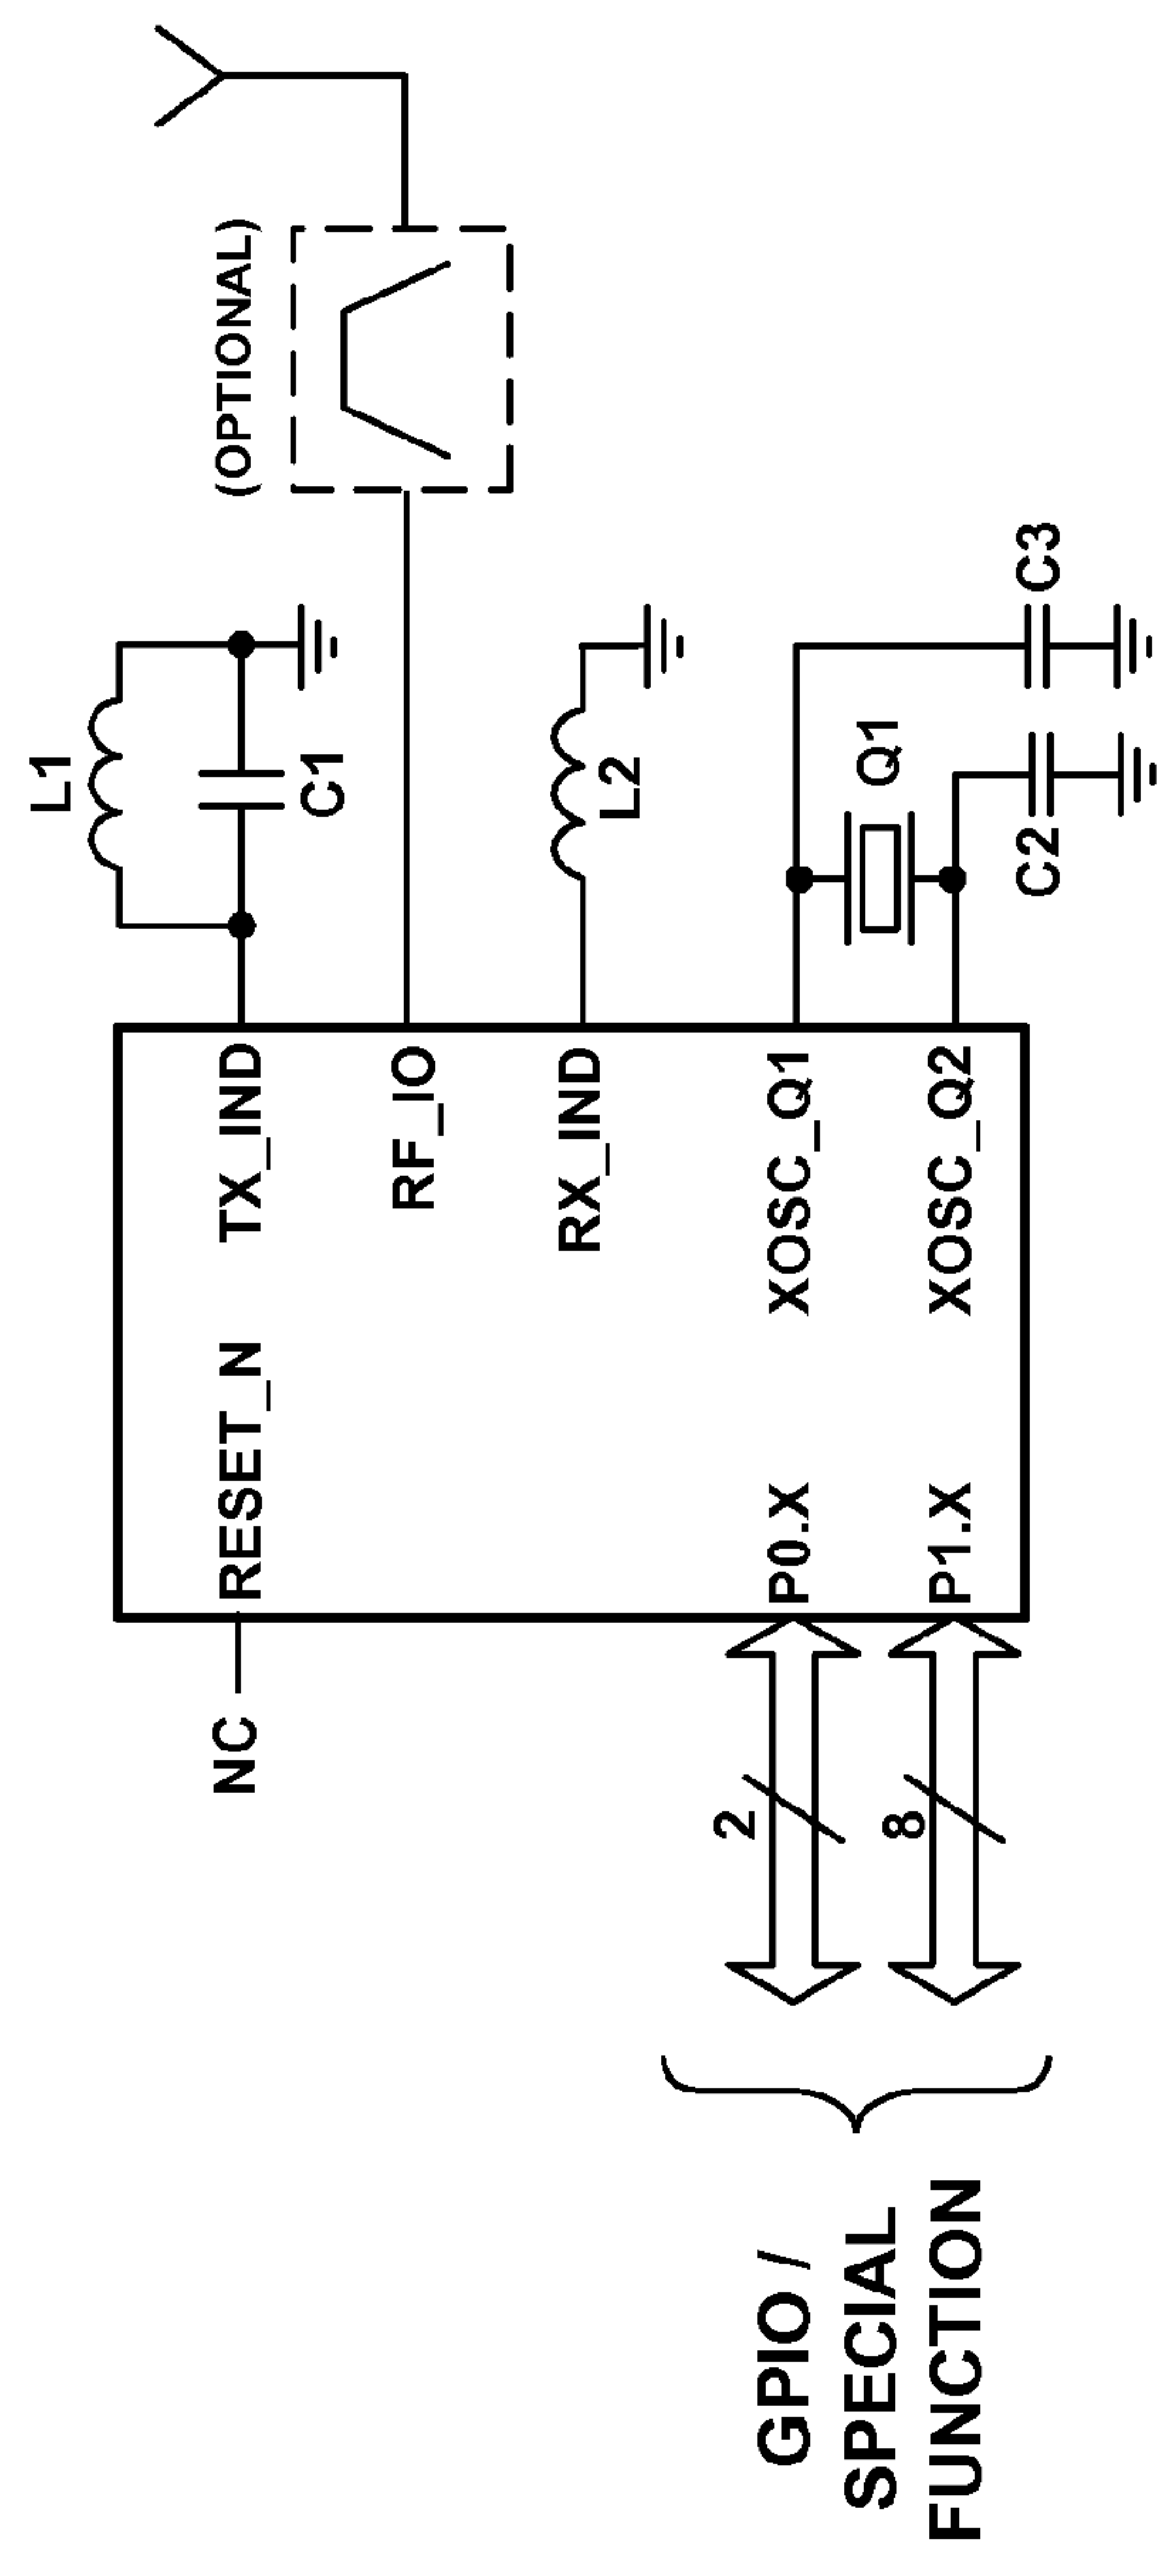 L1
C1
(OPTIONAL)
NC
RESET_N
TX_IND
RF_IO
RX_IND
L2
GPIO /
SPECIAL
FUNCTION
2
P0.X
XOSC_Q1
Q1
8
P1.X
XOSC_Q2
C2
C3